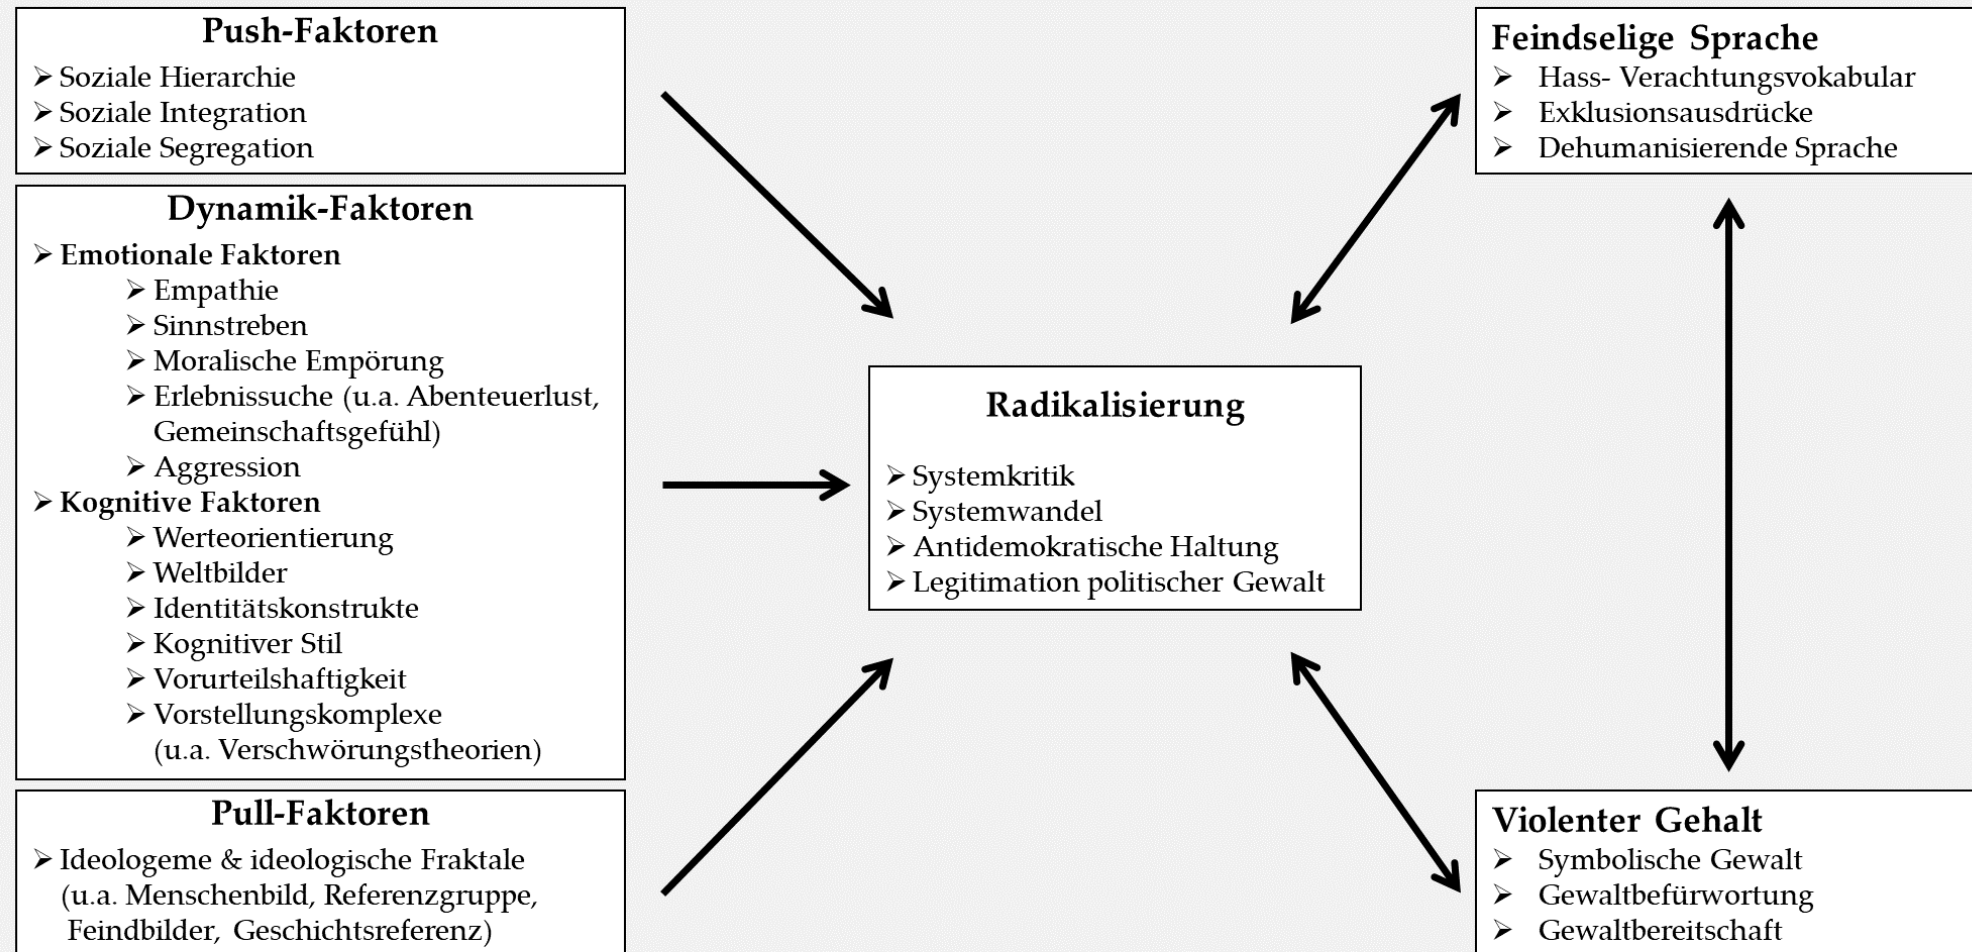 Push-Faktoren
➢ Soziale Hierarchie
➢ Soziale Integration
➢ Soziale Segregation
Dynamik-Faktoren
➢ Emotionale Faktoren
➢ Empathie
➢ Sinnstreben
➢ Moralische Empörung
➢ Erlebnissuche (u.a. Abenteuerlust,
Gemeinschaftsgefühl)
➢ Aggression
➢ Kognitive Faktoren
➢ Werteorientierung
➢ Weltbilder
➢ Identitätskonstrukte
➢ Kognitiver Stil
➢ Vorurteilshaftigkeit
➢ Vorstellungskomplexe
(u.a. Verschwörungstheorien)
Pull-Faktoren
➢ Ideologeme & ideologische Fraktale
(u.a. Menschenbild, Referenzgruppe,
Feindbilder, Geschichtsreferenz)
Radikalisierung
➢ Systemkritik
➢ Systemwandel
➢ Antidemokratische Haltung
➢ Legitimation politischer Gewalt
Feindselige Sprache
➢ Hass- Verachtungsvokabular
➢ Exklusionsausdrücke
➢ Dehumanisierende Sprache
Violenter Gehalt
➢ Symbolische Gewalt
➢ Gewaltbefürwortung
➢ Gewaltbereitschaft